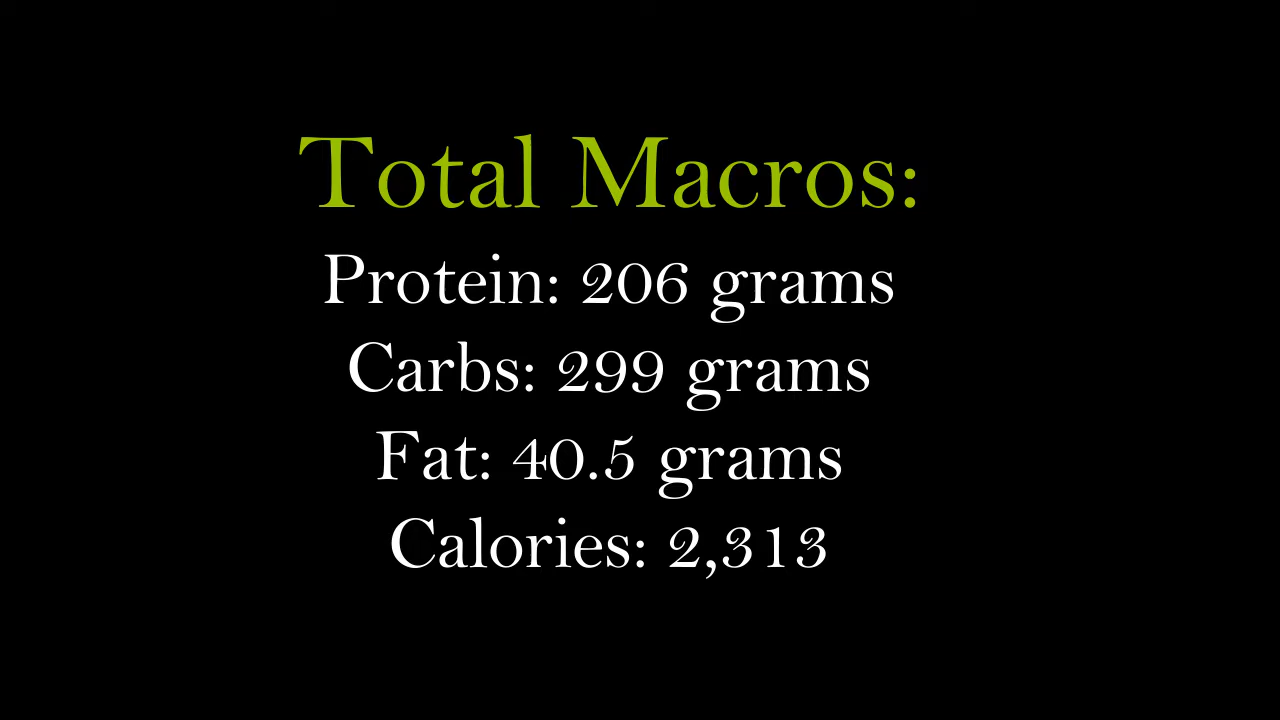 Total Macros:
Protein: 206 grams
Carbs: 299 grams
Fat: 40.5 grams
Calories: 2,313